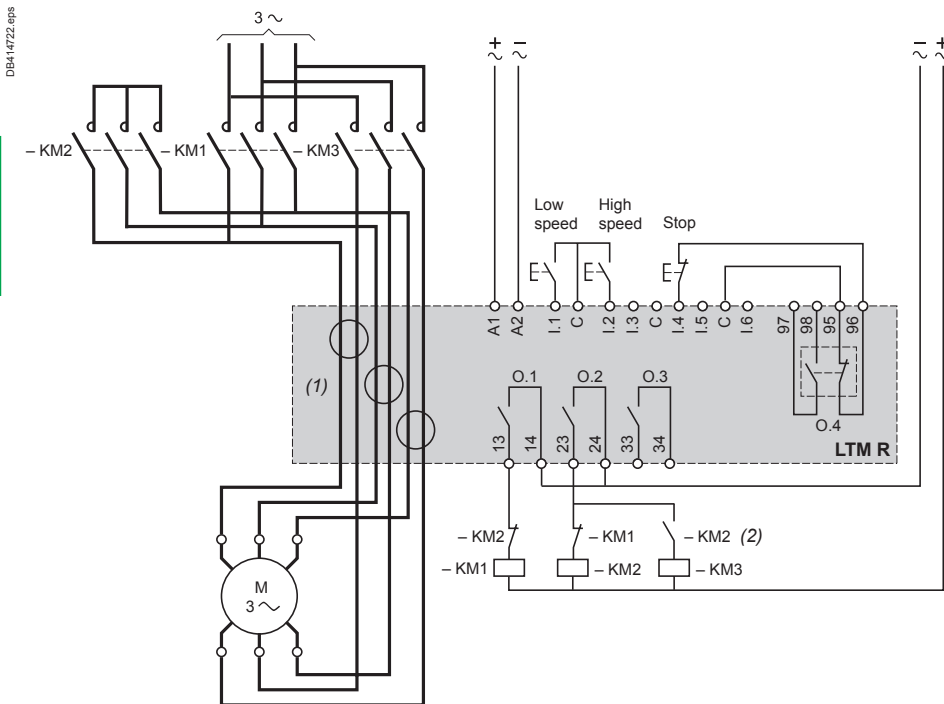 DB414722.eps
3 ~
+ − − +
~ ~ ~ ~
– KM2 – KM1 – KM3
Low speed
High speed
Stop
A1 A2 I.1 C I.2 I.3 C I.4 I.5 C I.6 97 98 95 96
(1)
O.1 O.2 O.3
O.4
13 14 23 24 33 34
LTM R
– KM2 – KM1 – KM2 (2)
– KM1 – KM2 – KM3
M
3 ~